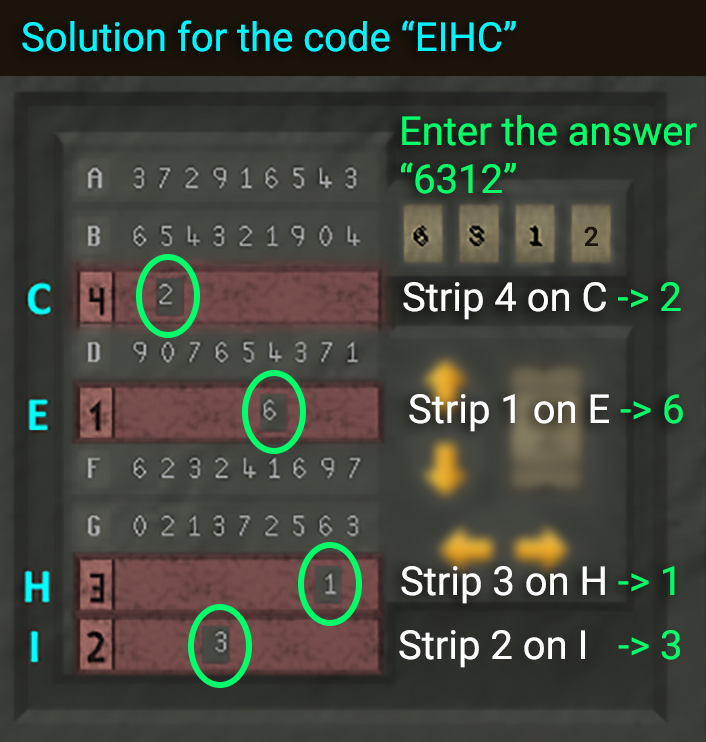 Solution for the code “EIHC”
Enter the answer
“6312”
A 3 7 2 9 1 6 5 4 3
B 6 5 4 3 2 1 9 0 4
6 3 1 2
C 4 2 Strip 4 on C -> 2
D 9 0 7 6 5 4 3 7 1
E 1 6 Strip 1 on E -> 6
F 6 2 3 2 4 1 6 9 7
G 0 2 1 3 7 2 5 6 3
H 3 1 Strip 3 on H -> 1
I 2 3 Strip 2 on I -> 3